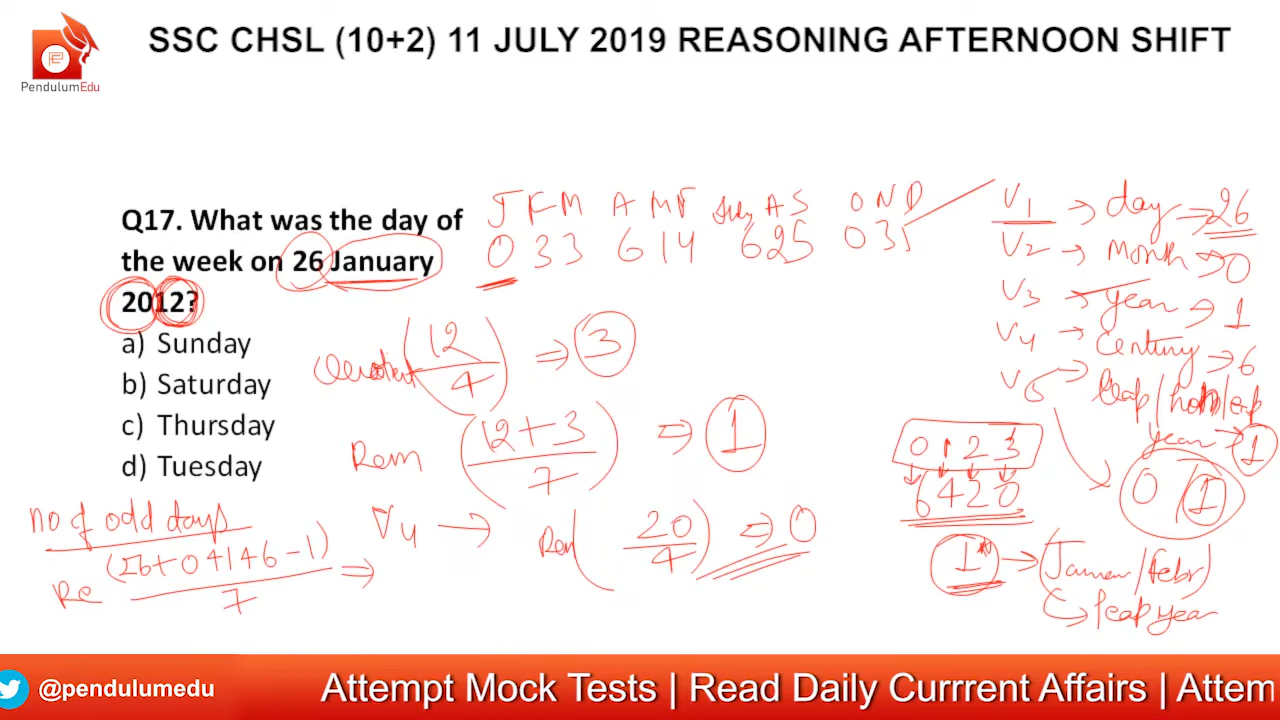 SSC CHSL (10+2) 11 JULY 2019 REASONING AFTERNOON SHIFT
PendulumEdu
Q17. What was the day of
the week on 26 January
2012?
a) Sunday
b) Saturday
c) Thursday
d) Tuesday
J F M A M J July A S O N D
0 3 3 6 1 4 6 2 5 0 3 5
V1 → day → 26
V2 → month → 0
V3 → year → 1
V4 → century → 6
V5 → leap/non leap
year → 1
0 1
12/4 ⇒ 3
Rem (12+3)/7 ⇒ 1
V4 → Rem (20/4) ⇒ 0
0 1 2 3
6 4 2 0
no of odd days
Re (26+0+1+6-1)/7 ⇒
1 →
leap year
@pendulumedu
Attempt Mock Tests | Read Daily Currrent Affairs | Attem